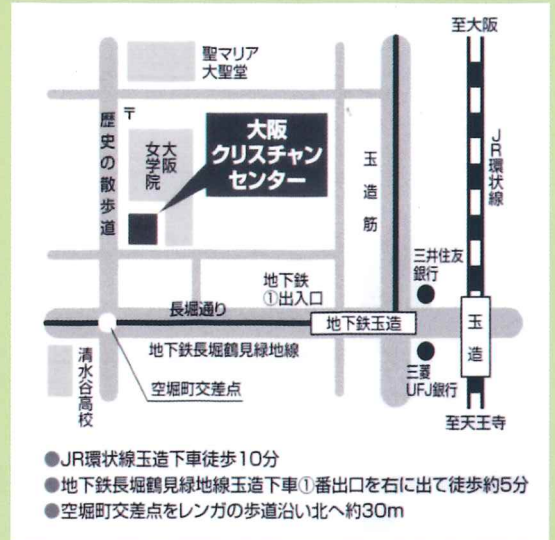 至大阪
聖マリア
大聖堂
〒
歴史の散歩道
大阪
女学院
大阪
クリスチャン
センター
玉造筋
JR環状線
三井住友
銀行
地下鉄
①出入口
長堀通り
地下鉄玉造
玉造
地下鉄長堀鶴見緑地線
清水谷高校
空堀町交差点
三菱
UFJ銀行
至天王寺
●JR環状線玉造下車徒歩10分
●地下鉄長堀鶴見緑地線玉造下車①番出口を右に出て徒歩約5分
●空堀町交差点をレンガの歩道沿い北へ約30m